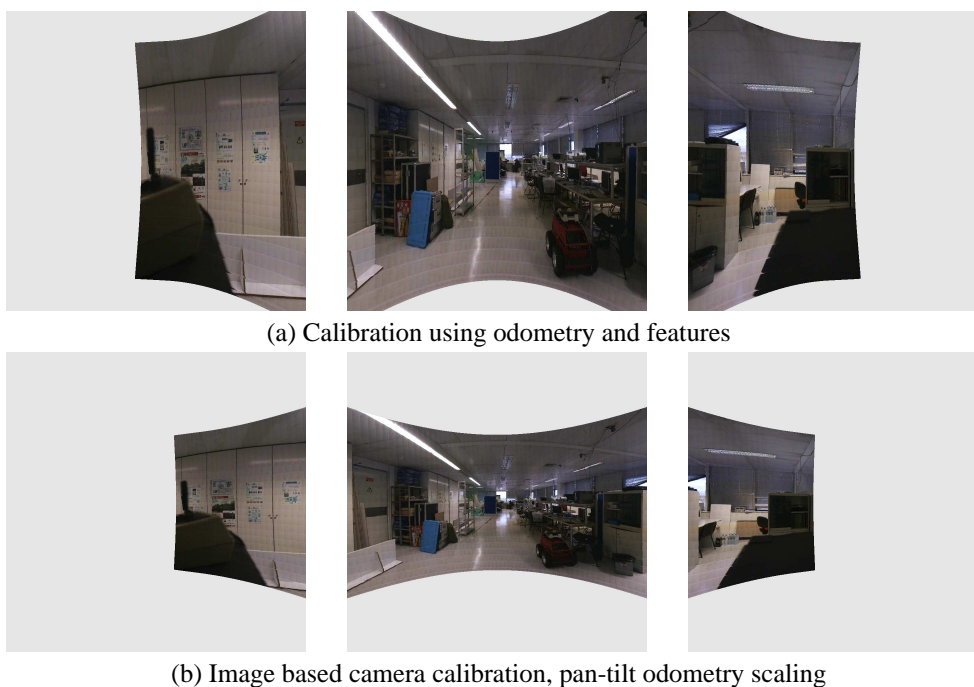 (a) Calibration using odometry and features
(b) Image based camera calibration, pan-tilt odometry scaling